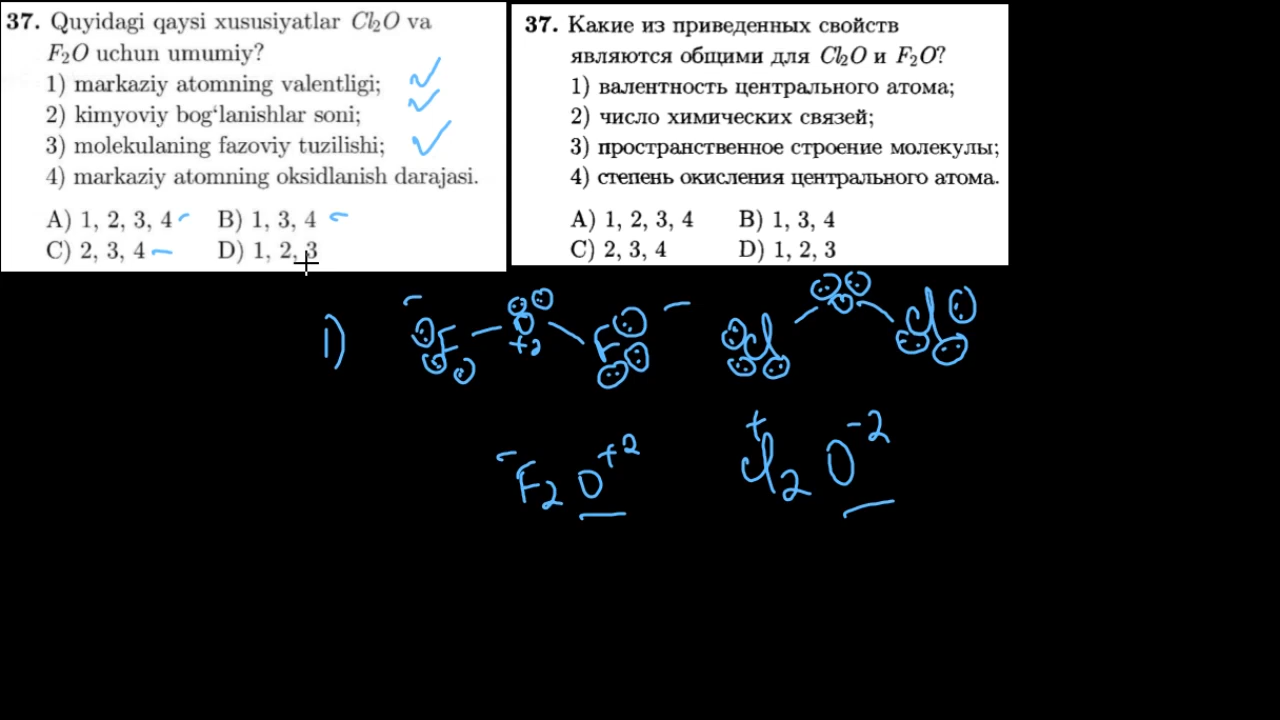 37. Quyidagi qaysi xususiyatlar Cl₂O va
F₂O uchun umumiy?
1) markaziy atomning valentligi;
2) kimyoviy bog‘lanishlar soni;
3) molekulaning fazoviy tuzilishi;
4) markaziy atomning oksidlanish darajasi.
A) 1, 2, 3, 4 B) 1, 3, 4
C) 2, 3, 4 D) 1, 2, 3
37. Какие из приведенных свойств
являются общими для Cl₂O и F₂O?
1) валентность центрального атома;
2) число химических связей;
3) пространственное строение молекулы;
4) степень окисления центрального атома.
A) 1, 2, 3, 4 B) 1, 3, 4
C) 2, 3, 4 D) 1, 2, 3
1) F – O – F Cl – O – Cl
+2
⁻F₂O⁺² ⁺Cl₂O⁻²